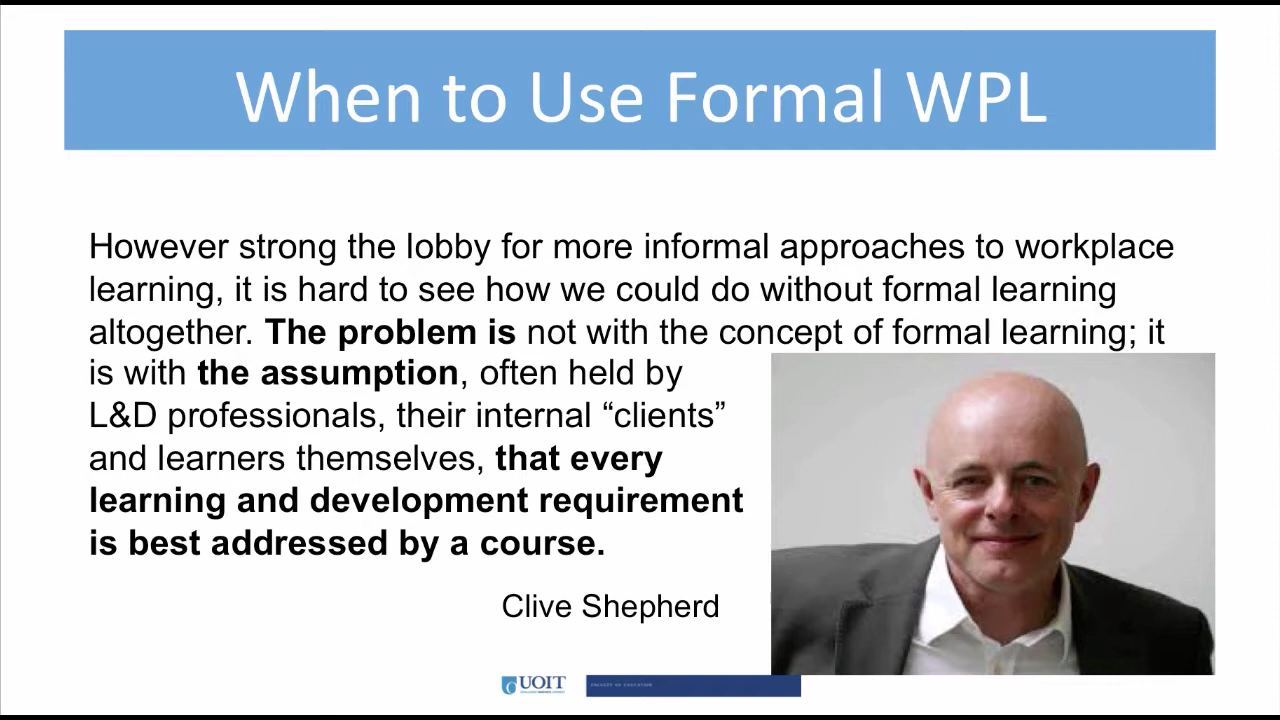 When to Use Formal WPL
However strong the lobby for more informal approaches to workplace
learning, it is hard to see how we could do without formal learning
altogether. The problem is not with the concept of formal learning; it
is with the assumption, often held by
L&D professionals, their internal “clients”
and learners themselves, that every
learning and development requirement
is best addressed by a course.
Clive Shepherd
UOIT
FACULTY OF EDUCATION